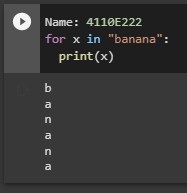 Name: 4110E222
for x in "banana":
  print(x)
b
a
n
a
n
a